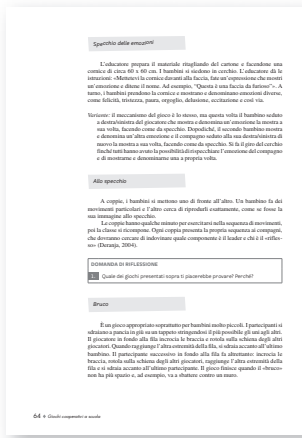 Specchio delle emozioni
L'educatore prepara il materiale ritagliando del cartone e facendone una
cornice di circa 60 x 60 cm. I bambini si siedono in cerchio. L'educatore dà le
istruzioni: «Mettetevi la cornice davanti alla faccia, fate un'espressione che mostri
un'emozione e ditene il nome. Ad esempio, "Questa è una faccia da furioso"». A
turno, i bambini prendono la cornice e mostrano e denominano emozioni diverse,
come felicità, tristezza, paura, orgoglio, delusione, eccitazione e così via.
Variante: il meccanismo del gioco è lo stesso, ma questa volta il bambino seduto
a destra/sinistra del giocatore che mostra e denomina un'emozione la mostra a
sua volta, facendo come da specchio. Dopodiché, il secondo bambino mostra
e denomina un'altra emozione e il compagno seduto alla sua destra/sinistra di
nuovo la mostra a sua volta, facendo come da specchio. Si fa il giro del cerchio
finché tutti hanno avuto la possibilità di rispecchiare l'emozione del compagno
e di mostrarne e denominarne una a propria volta.
Allo specchio
A coppie, i bambini si mettono uno di fronte all'altro. Un bambino fa dei
movimenti particolari e l'altro cerca di riprodurli esattamente, come se fosse la
sua immagine allo specchio.
Le coppie hanno qualche minuto per esercitarsi nella sequenza di movimenti,
poi la classe si ricompone. Ogni coppia presenta la propria sequenza ai compagni,
che dovranno cercare di indovinare quale componente è il leader e chi è il «rifles-
so» (Deranja, 2004).
DOMANDA DI RIFLESSIONE
1. Quale dei giochi presentati sopra ti piacerebbe provare? Perché?
Bruco
È un gioco appropriato soprattutto per bambini molto piccoli. I partecipanti si
sdraiano a pancia in giù su un tappeto stringendosi il più possibile gli uni agli altri.
Il giocatore in fondo alla fila incrocia le braccia e rotola sulla schiena degli altri
giocatori. Quando raggiunge l'altra estremità della fila, si sdraia accanto all'ultimo
bambino. Il partecipante successivo in fondo alla fila fa altrettanto: incrocia le
braccia, rotola sulla schiena degli altri giocatori, raggiunge l'altra estremità della
fila e si sdraia accanto all'ultimo partecipante. Il gioco finisce quando il «bruco»
non ha più spazio e, ad esempio, va a sbattere contro un muro.
64 ♦ Giochi cooperativi a scuola